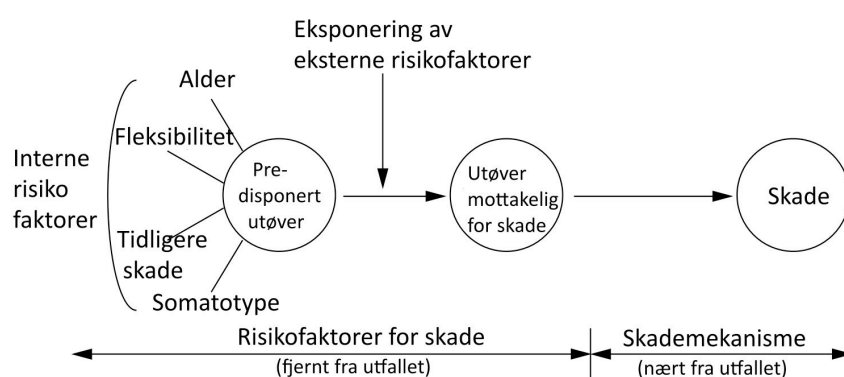 Eksponering av
eksterne risikofaktorer
Alder
Fleksibilitet
Interne
risiko
faktorer
Tidligere
skade
Somatotype
Pre-
disponert
utøver
Utøver
mottakelig
for skade
Skade
Risikofaktorer for skade
(fjernt fra utfallet)
Skademekanisme
(nært fra utfallet)